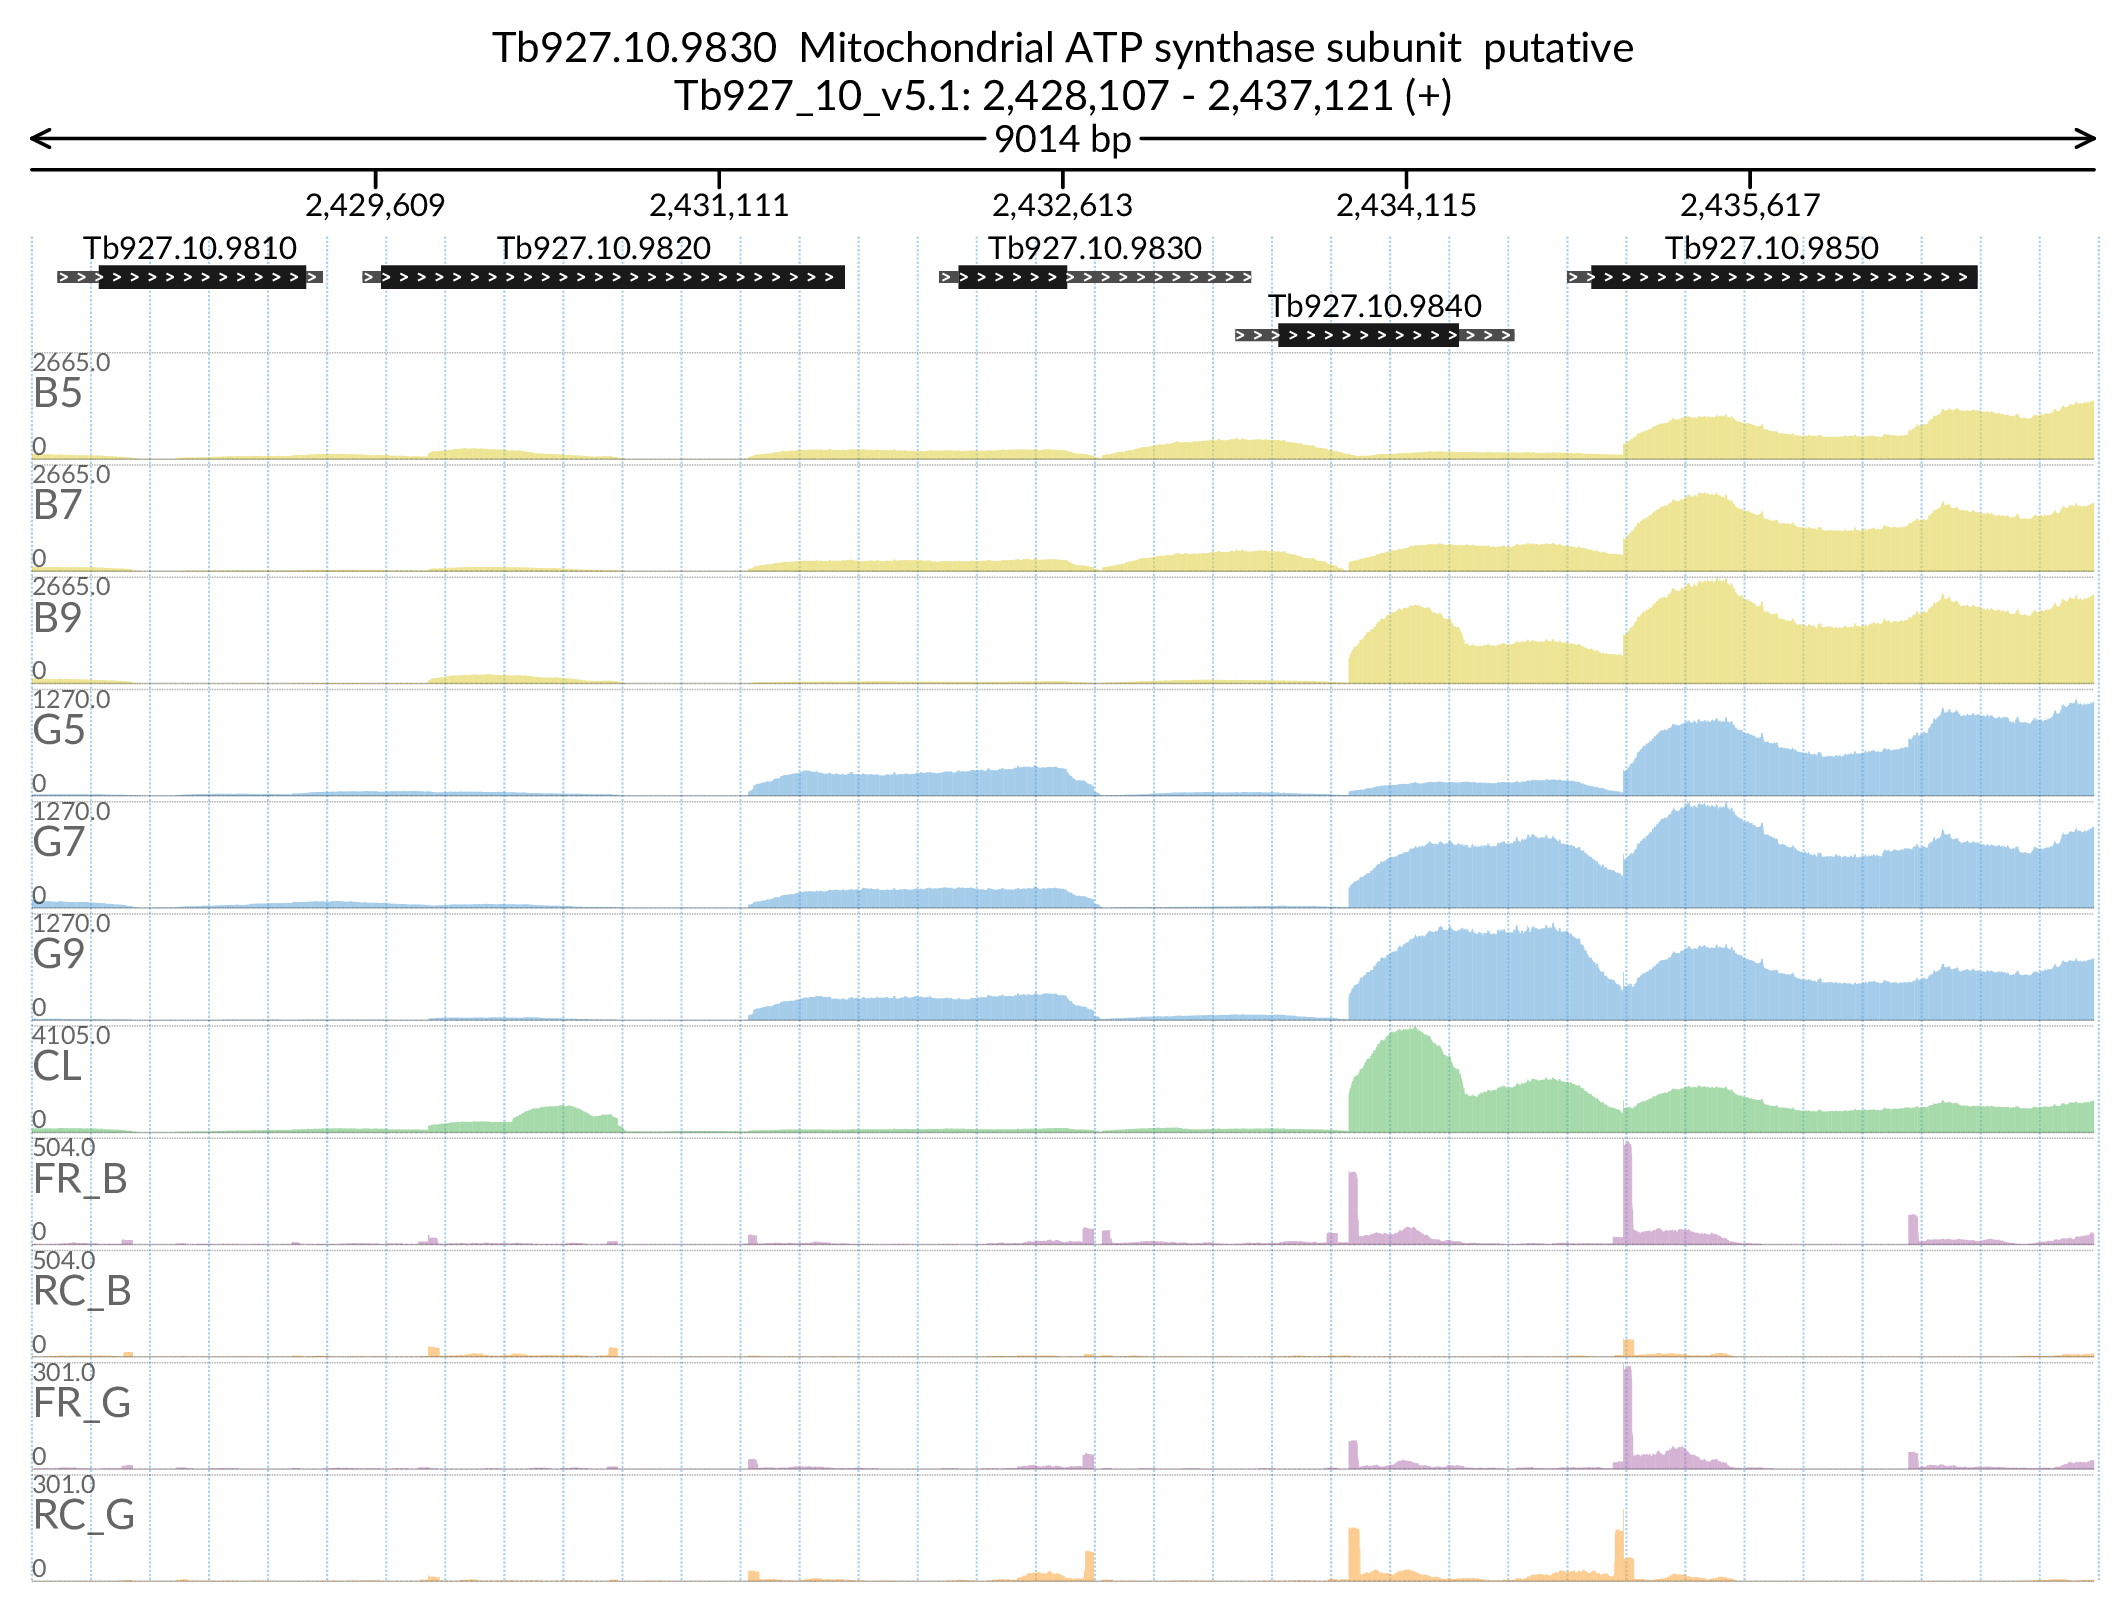 Tb927.10.9830  Mitochondrial ATP synthase subunit  putative
Tb927_10_v5.1: 2,428,107 - 2,437,121 (+)
9014 bp
2,429,609 2,431,111 2,432,613 2,434,115 2,435,617
Tb927.10.9810 Tb927.10.9820 Tb927.10.9830 Tb927.10.9850
Tb927.10.9840
2665.0
B5
0
2665.0
B7
0
2665.0
B9
0
1270.0
G5
0
1270.0
G7
0
1270.0
G9
0
4105.0
CL
0
504.0
FR_B
0
504.0
RC_B
0
301.0
FR_G
0
301.0
RC_G
0